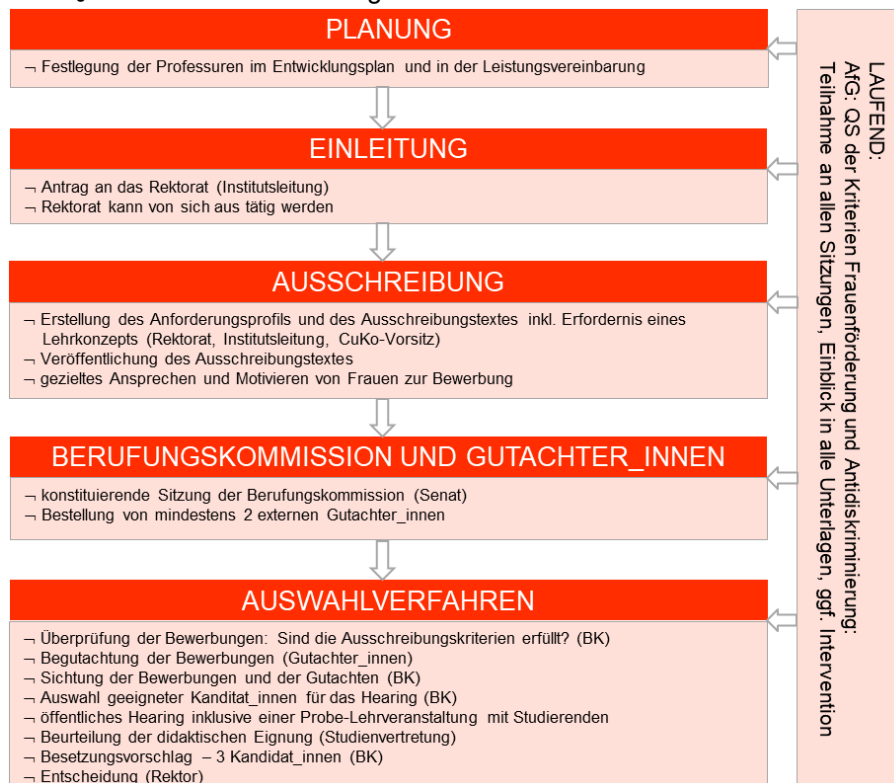 PLANUNG
¬ Festlegung der Professuren im Entwicklungsplan und in der Leistungsvereinbarung
EINLEITUNG
¬ Antrag an das Rektorat (Institutsleitung)
¬ Rektorat kann von sich aus tätig werden
AUSSCHREIBUNG
¬ Erstellung des Anforderungsprofils und des Ausschreibungstextes inkl. Erfordernis eines
Lehrkonzepts (Rektorat, Institutsleitung, CuKo-Vorsitz)
¬ Veröffentlichung des Ausschreibungstextes
¬ gezieltes Ansprechen und Motivieren von Frauen zur Bewerbung
BERUFUNGSKOMMISSION UND GUTACHTER_INNEN
¬ konstituierende Sitzung der Berufungskommission (Senat)
¬ Bestellung von mindestens 2 externen Gutachter_innen
AUSWAHLVERFAHREN
¬ Überprüfung der Bewerbungen: Sind die Ausschreibungskriterien erfüllt? (BK)
¬ Begutachtung der Bewerbungen (Gutachter_innen)
¬ Sichtung der Bewerbungen und der Gutachten (BK)
¬ Auswahl geeigneter Kanditat_innen für das Hearing (BK)
¬ öffentliches Hearing inklusive einer Probe-Lehrveranstaltung mit Studierenden
¬ Beurteilung der didaktischen Eignung (Studienvertretung)
¬ Besetzungsvorschlag – 3 Kandidat_innen (BK)
¬ Entscheidung (Rektor)
LAUFEND:
AfG: QS der Kriterien Frauenförderung und Antidiskriminierung:
Teilnahme an allen Sitzungen, Einblick in alle Unterlagen, ggf. Intervention